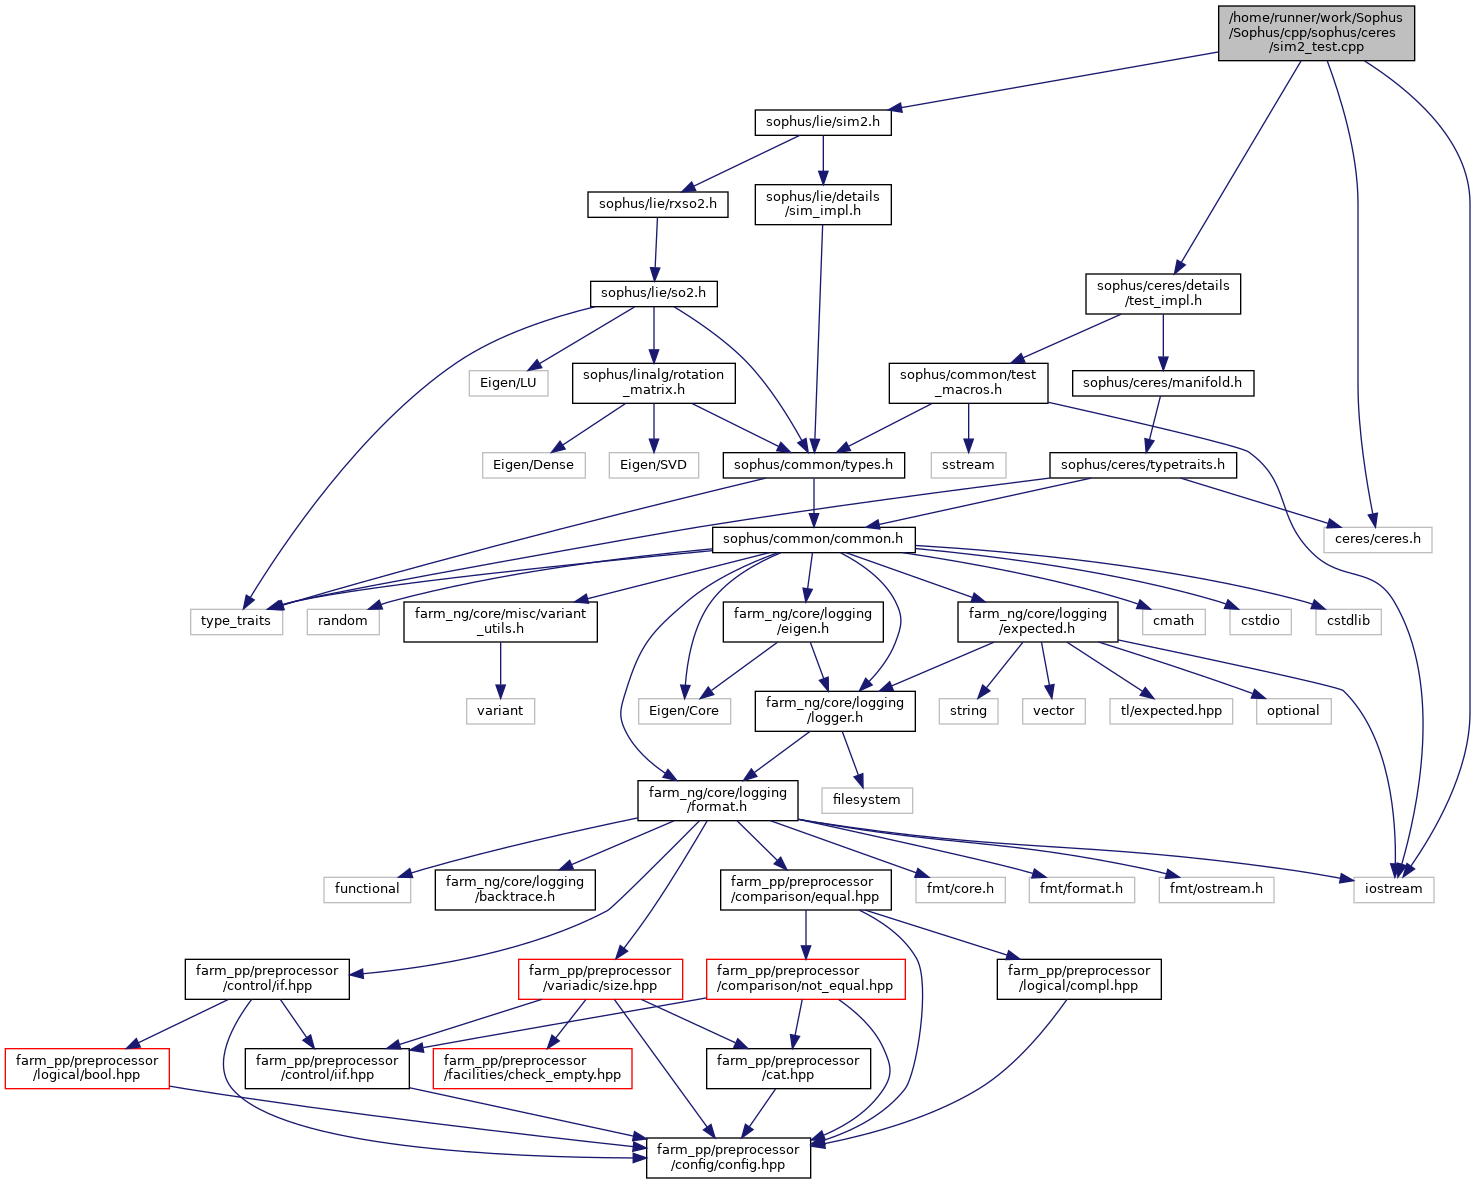 /home/runner/work/Sophus
/Sophus/cpp/sophus/ceres
/sim2_test.cpp
sophus/lie/sim2.h
sophus/lie/rxso2.h
sophus/lie/details
/sim_impl.h
sophus/lie/so2.h
sophus/ceres/details
/test_impl.h
Eigen/LU
sophus/linalg/rotation
_matrix.h
sophus/common/test
_macros.h
sophus/ceres/manifold.h
Eigen/Dense
Eigen/SVD
sophus/common/types.h
sstream
sophus/ceres/typetraits.h
sophus/common/common.h
ceres/ceres.h
type_traits
random
farm_ng/core/misc/variant
_utils.h
farm_ng/core/logging
/eigen.h
farm_ng/core/logging
/expected.h
cmath
cstdio
cstdlib
variant
Eigen/Core
farm_ng/core/logging
/logger.h
string
vector
tl/expected.hpp
optional
farm_ng/core/logging
/format.h
filesystem
functional
farm_ng/core/logging
/backtrace.h
farm_pp/preprocessor
/comparison/equal.hpp
fmt/core.h
fmt/format.h
fmt/ostream.h
iostream
farm_pp/preprocessor
/control/if.hpp
farm_pp/preprocessor
/variadic/size.hpp
farm_pp/preprocessor
/comparison/not_equal.hpp
farm_pp/preprocessor
/logical/compl.hpp
farm_pp/preprocessor
/logical/bool.hpp
farm_pp/preprocessor
/control/iif.hpp
farm_pp/preprocessor
/facilities/check_empty.hpp
farm_pp/preprocessor
/cat.hpp
farm_pp/preprocessor
/config/config.hpp